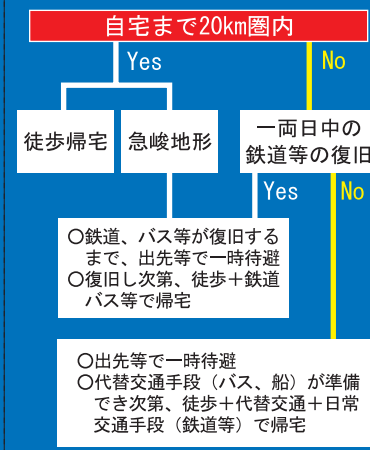 自宅まで20km圏内
Yes
No
徒歩帰宅
急峻地形
一両日中の
鉄道等の復旧
Yes
No
○鉄道、バス等が復旧する
まで、出先等で一時待避
○復旧し次第、徒歩＋鉄道
バス等で帰宅
○出先等で一時待避
○代替交通手段（バス、船）が準備
でき次第、徒歩＋代替交通＋日常
交通手段（鉄道等）で帰宅